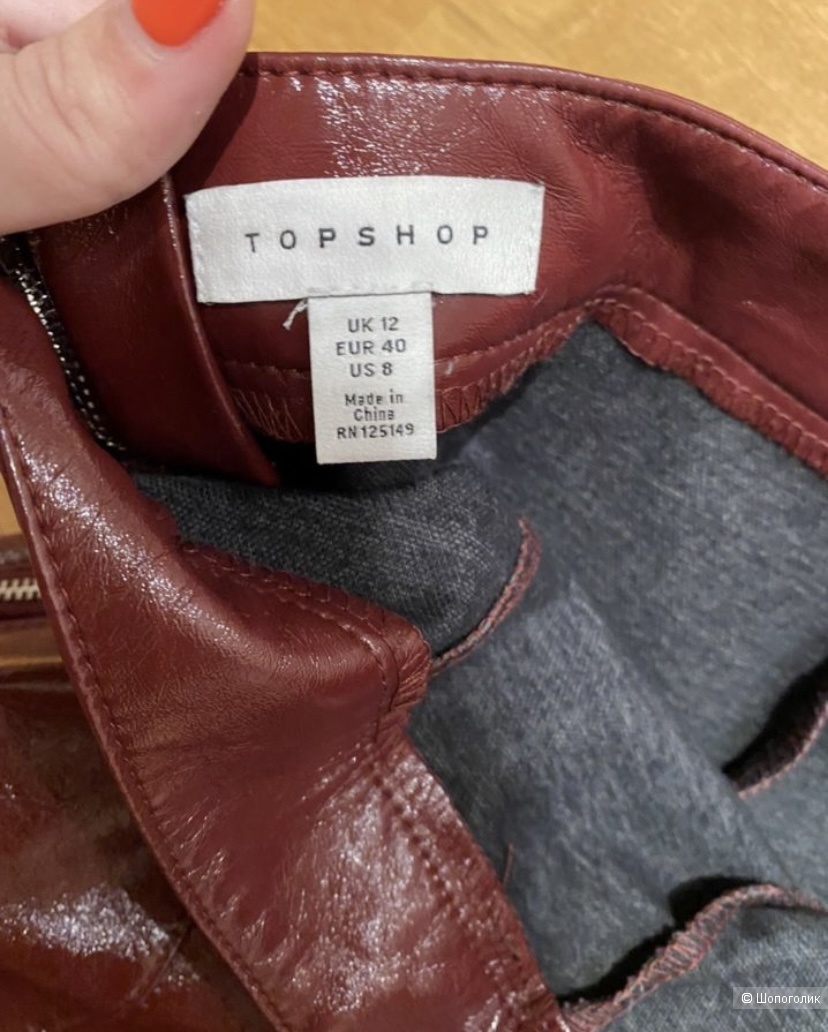 TOPSHOP
UK 12
EUR 40
US 8
Made in
China
RN125149
© Шопоголик